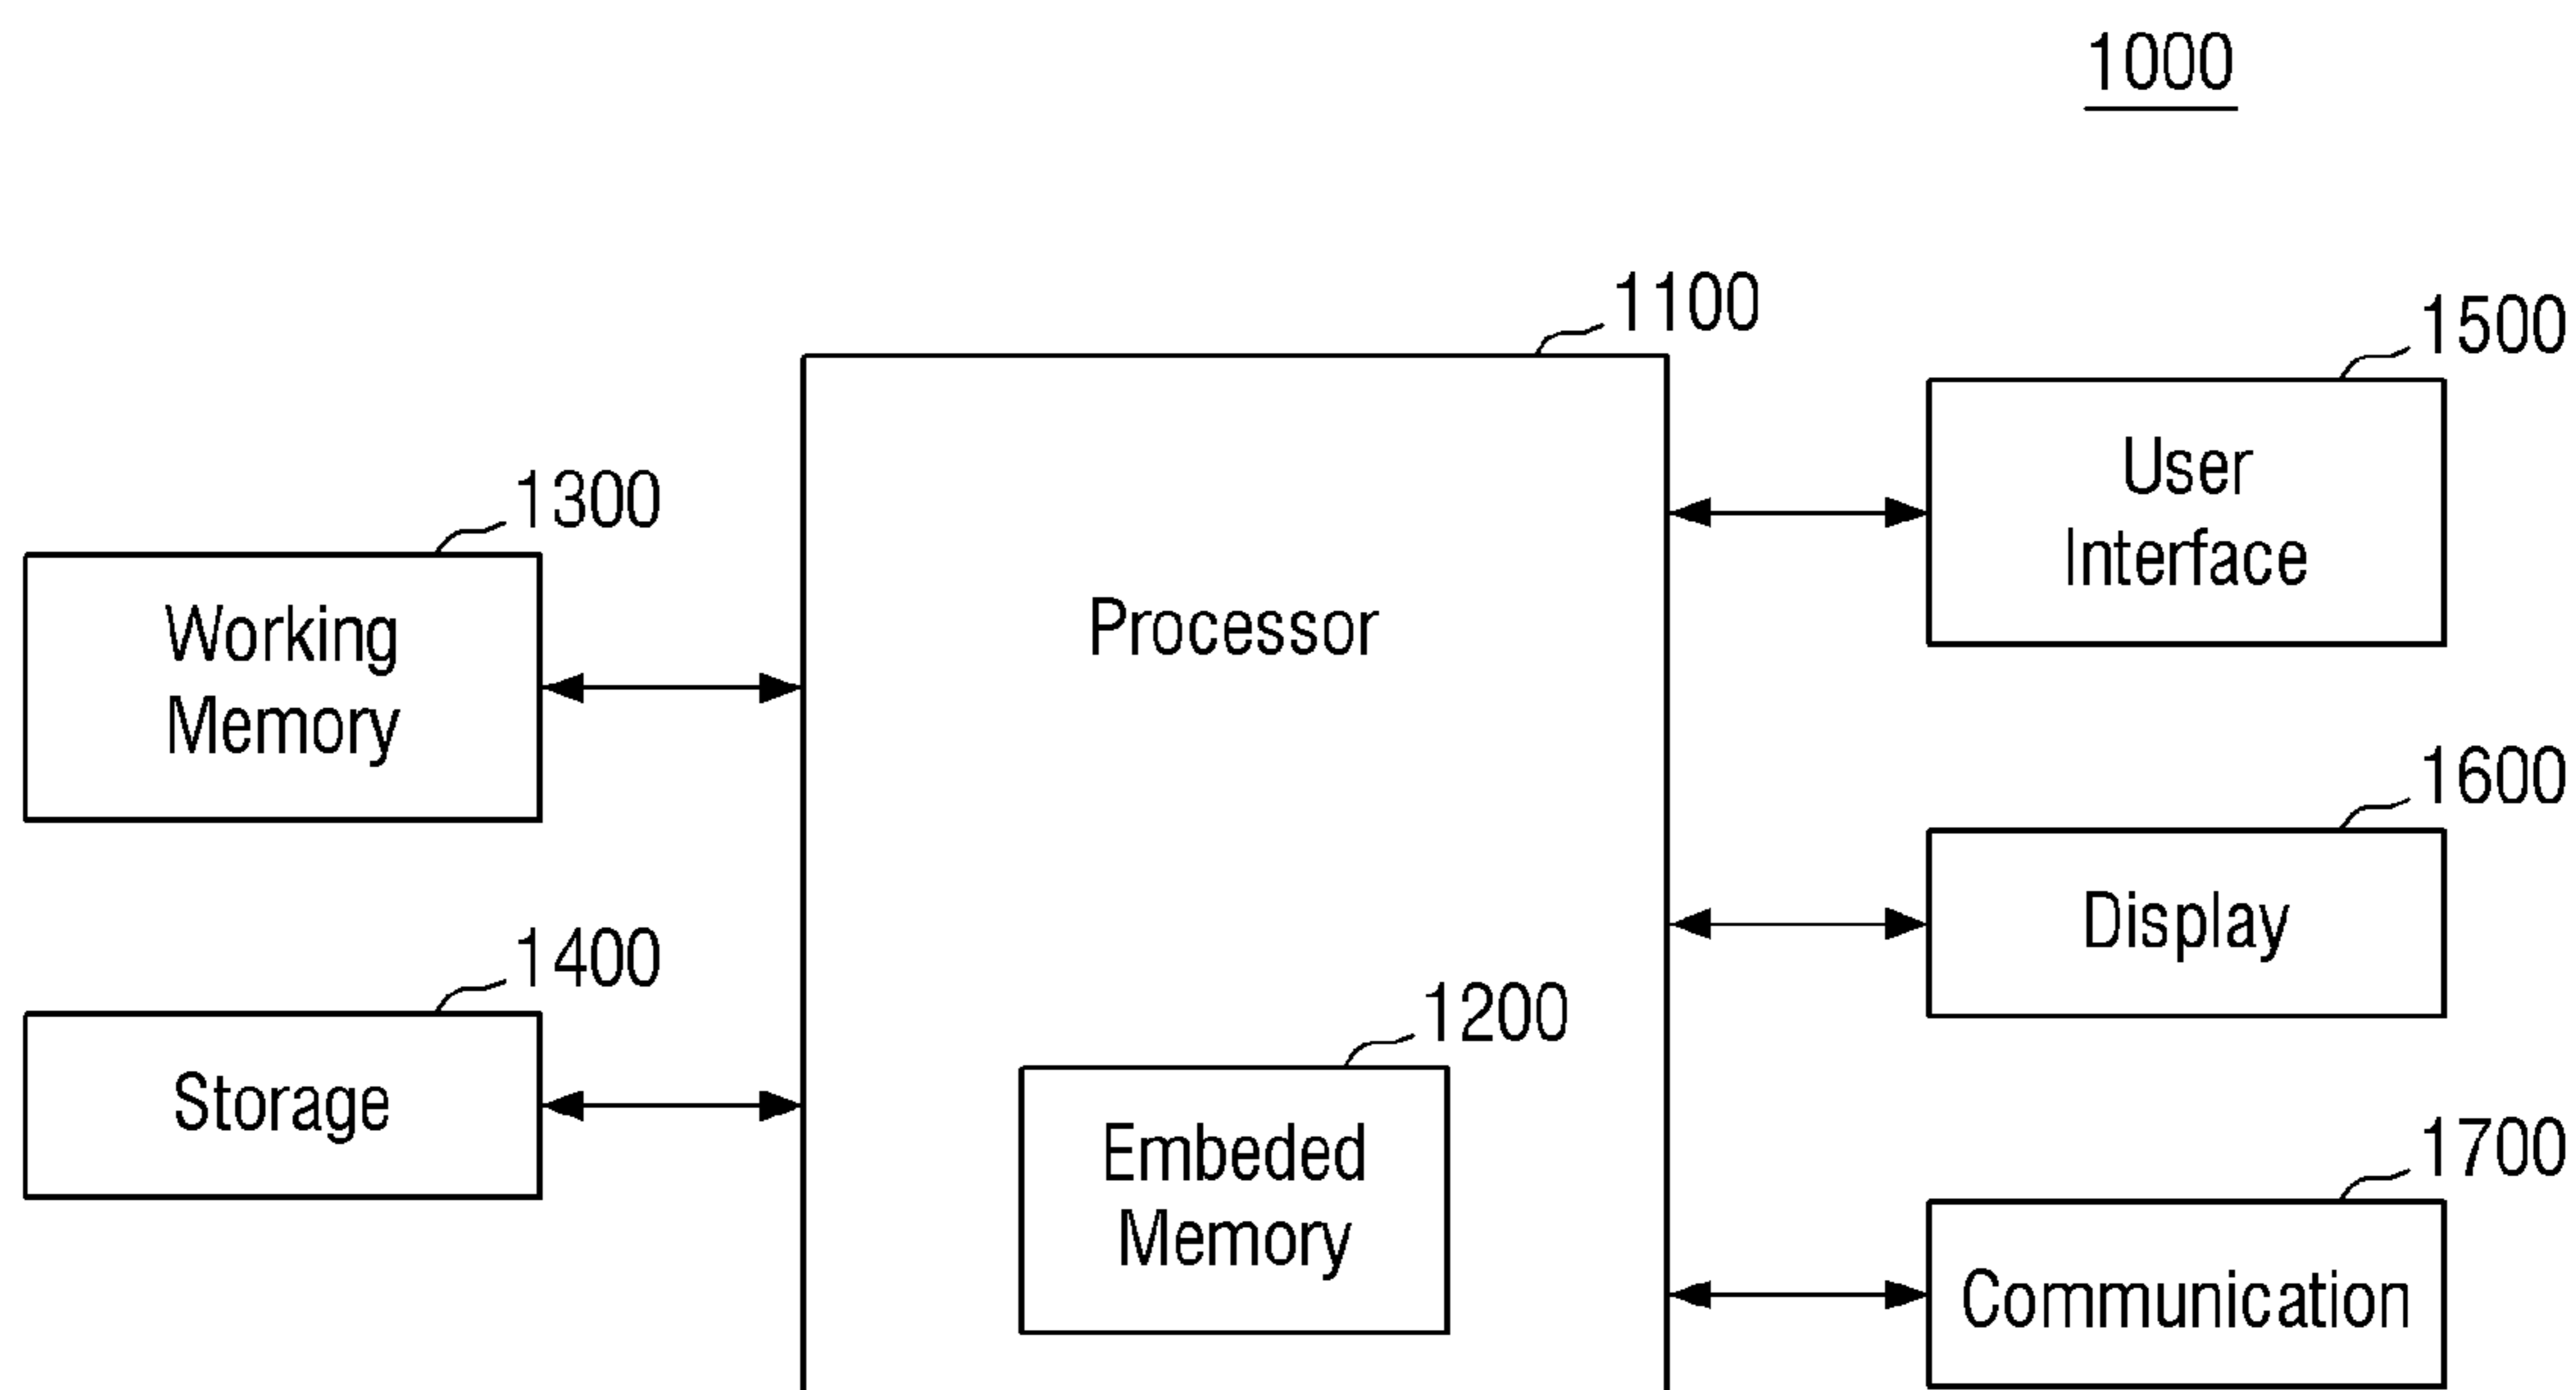 1000
1100
1500
User
Interface
1300
Working
Memory
Processor
1600
Display
1400
Storage
1200
Embeded
Memory
1700
Communication